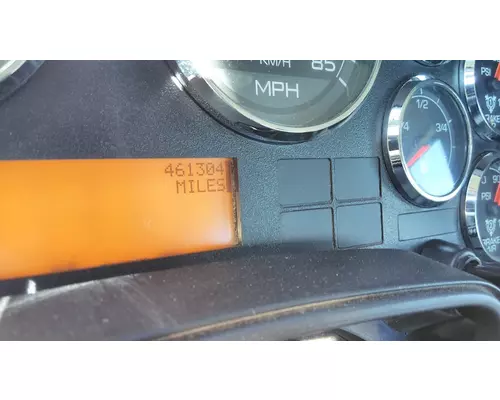 KM/H 85
MPH
461304
MILES
1/2
3/4
PSI
PSI